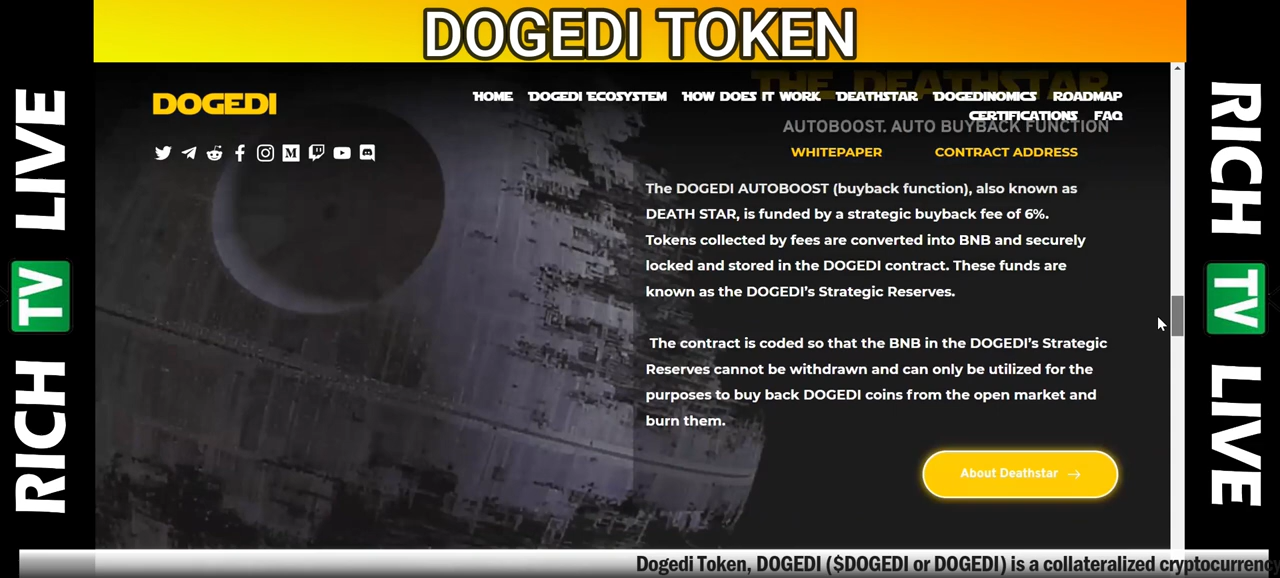 DOGEDI TOKEN
RICH TV LIVE
DOGEDI
HOME DOGEDI ECOSYSTEM HOW DOES IT WORK DEATHSTAR DOGEDINOMICS ROADMAP
CERTIFICATIONS FAQ
THE DEATHSTAR
AUTOBOOST. AUTO BUYBACK FUNCTION
WHITEPAPER CONTRACT ADDRESS
The DOGEDI AUTOBOOST (buyback function), also known as
DEATH STAR, is funded by a strategic buyback fee of 6%.
Tokens collected by fees are converted into BNB and securely
locked and stored in the DOGEDI contract. These funds are
known as the DOGEDI’s Strategic Reserves.
The contract is coded so that the BNB in the DOGEDI’s Strategic
Reserves cannot be withdrawn and can only be utilized for the
purposes to buy back DOGEDI coins from the open market and
burn them.
About Deathstar →
RICH TV LIVE
Dogedi Token, DOGEDI ($DOGEDI or DOGEDI) is a collateralized cryptocurrenc